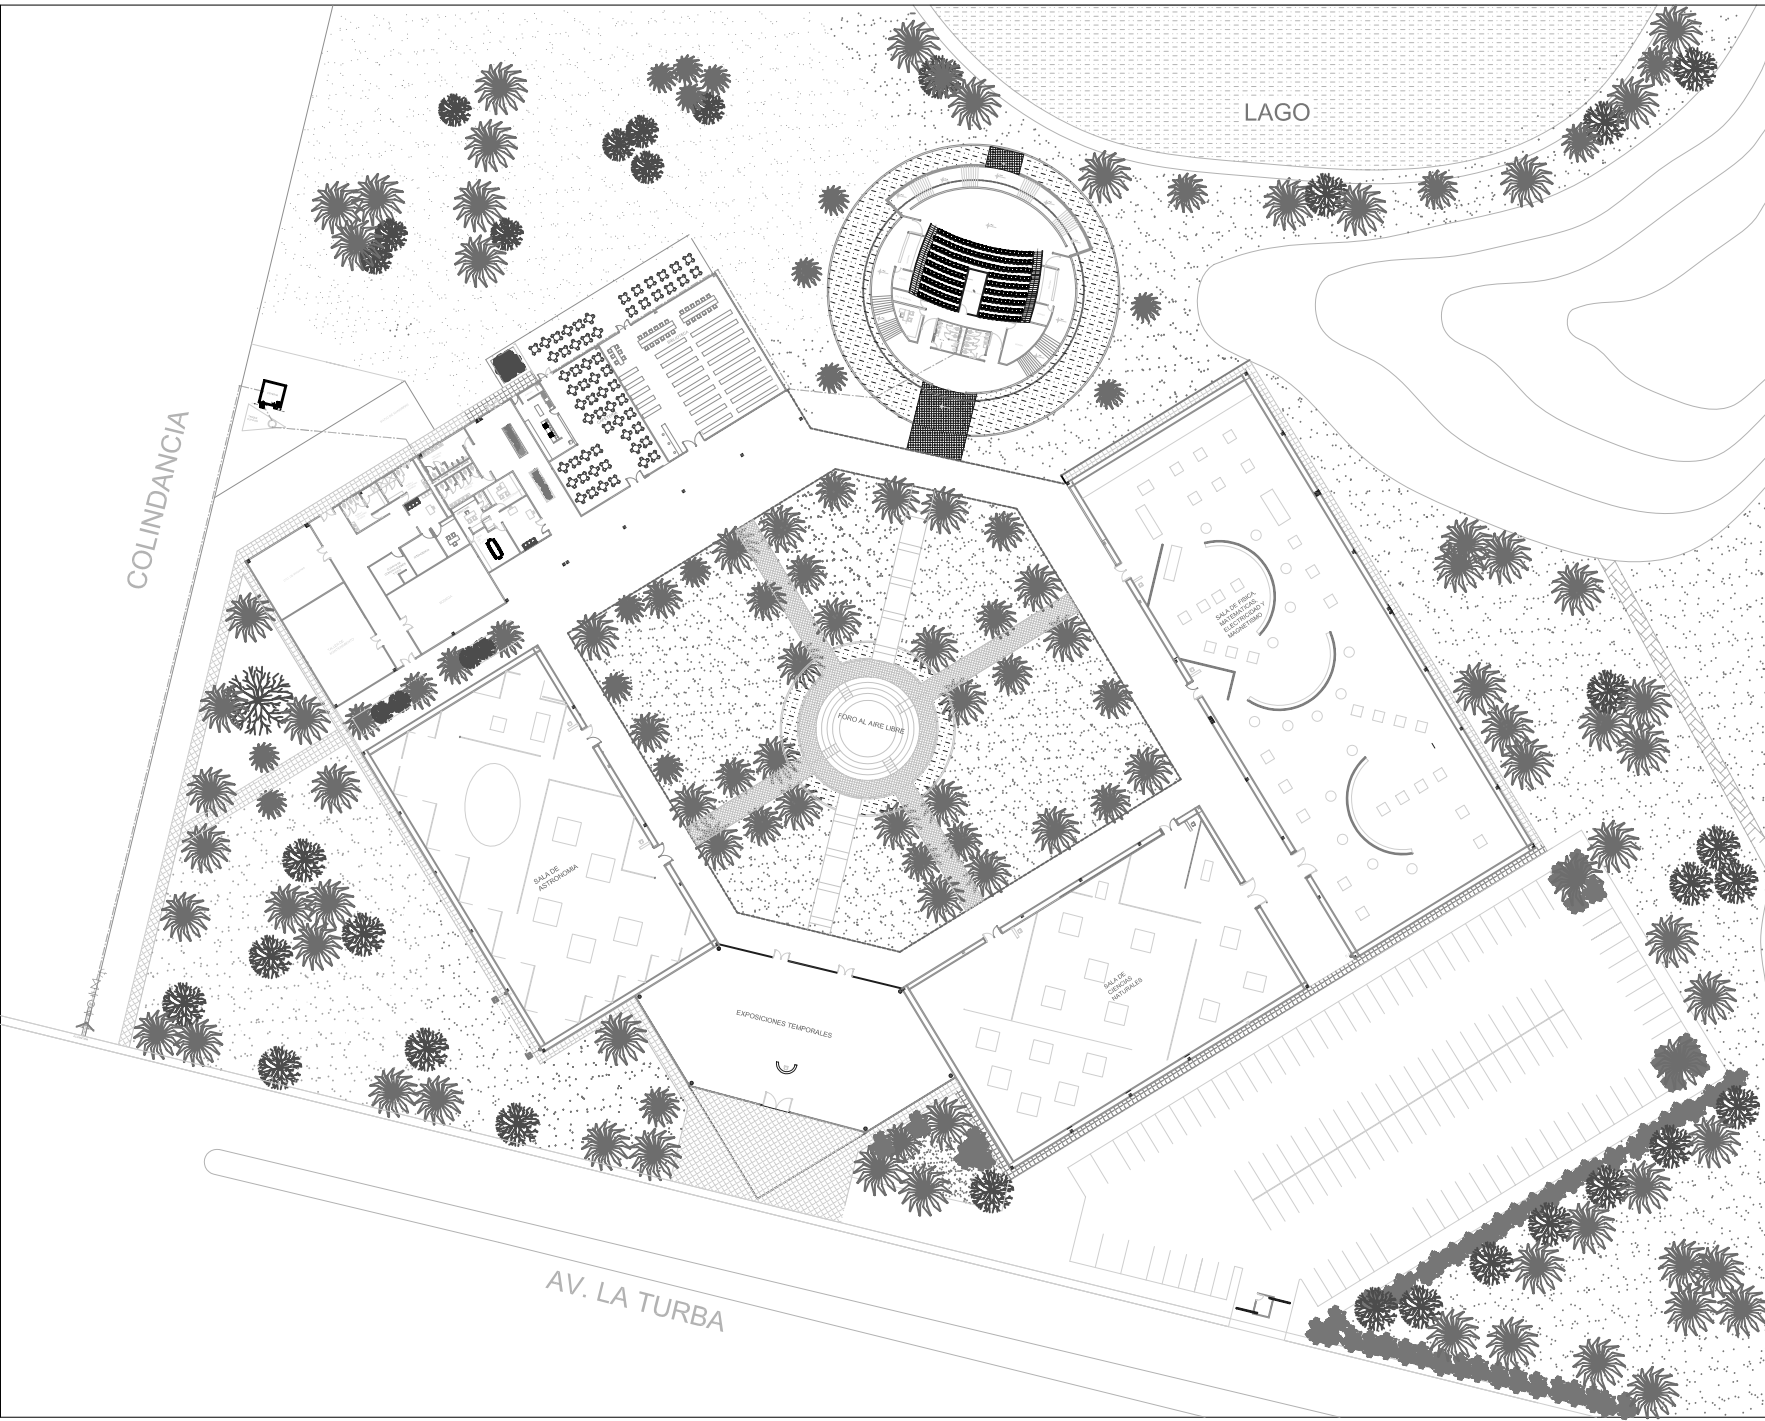 LAGO
COLINDANCIA
SALA DE FISICA,
MATEMATICAS,
ELECTRICIDAD Y
MAGNETISMO
FORO AL AIRE LIBRE
SALA DE
ASTRONOMIA
SALA DE
CIENCIAS
NATURALES
EXPOSICIONES TEMPORALES
AV. LA TURBA